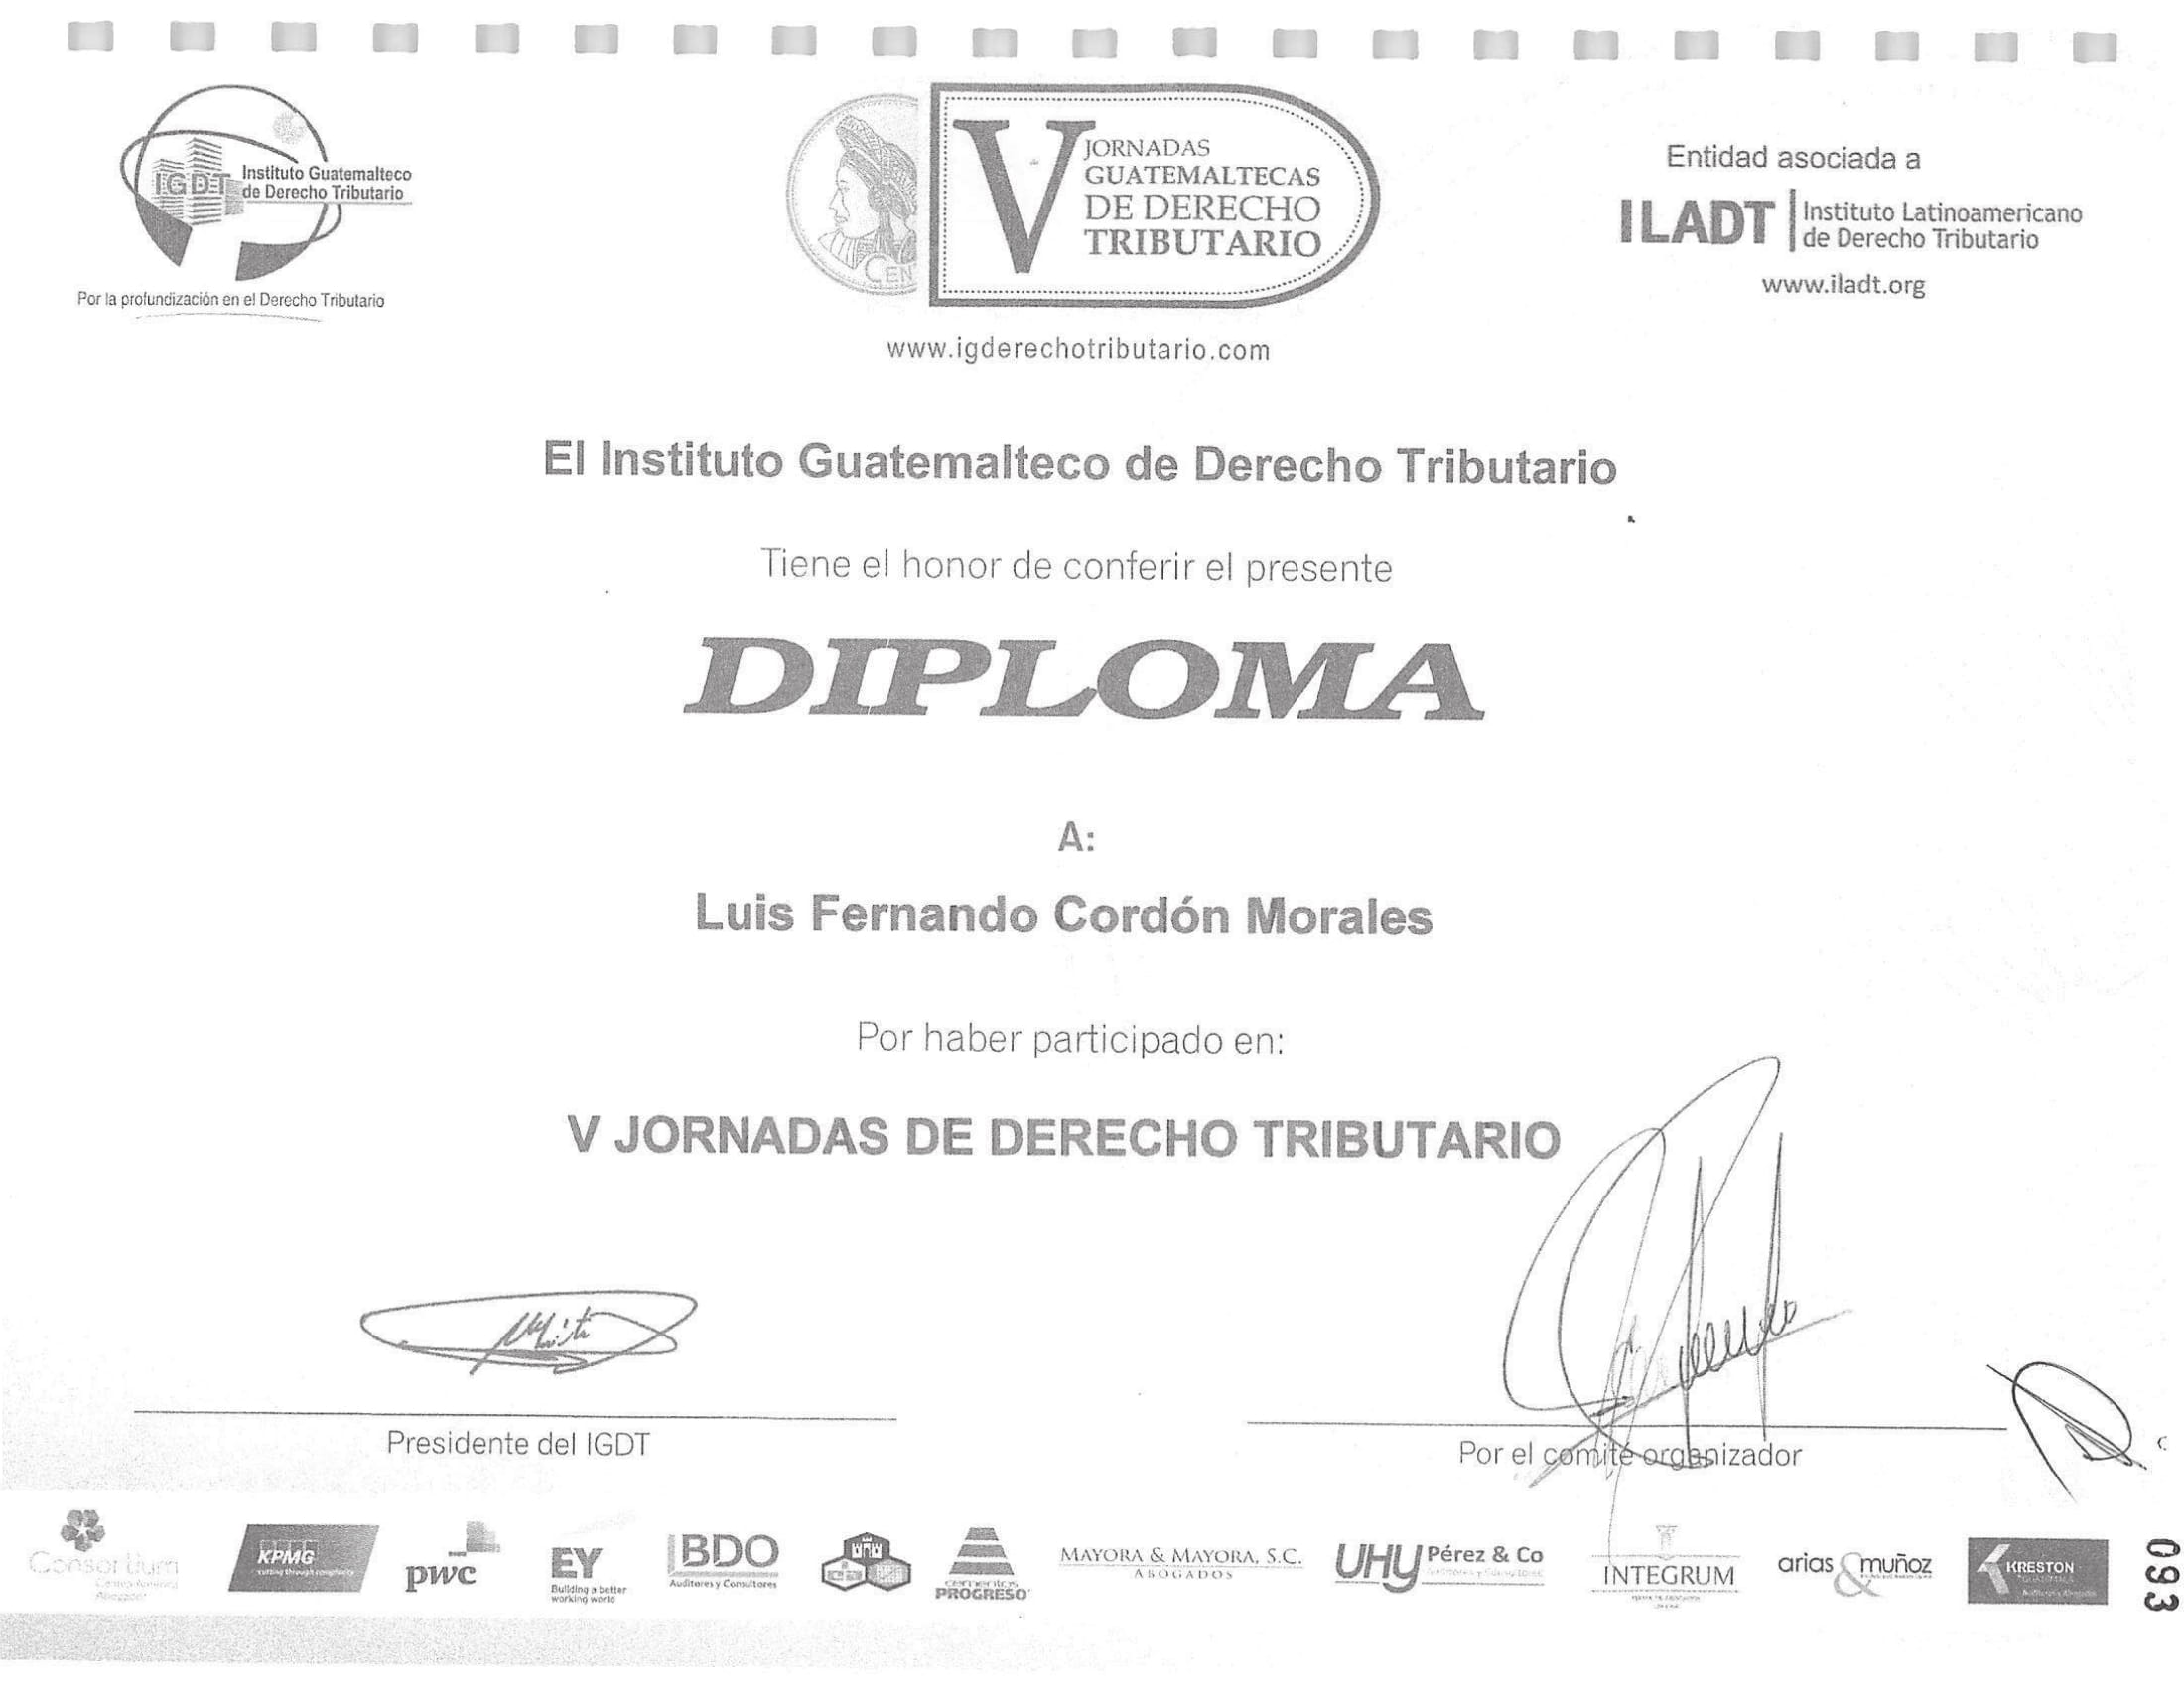 IGDT Instituto Guatemalteco
de Derecho Tributario
Por la profundización en el Derecho Tributario
CEN
V JORNADAS
GUATEMALTECAS
DE DERECHO
TRIBUTARIO
www.igderechotributario.com
Entidad asociada a
ILADT Instituto Latinoamericano
de Derecho Tributario
www.iladt.org
El Instituto Guatemalteco de Derecho Tributario
Tiene el honor de conferir el presente
DIPLOMA
A:
Luis Fernando Cordón Morales
Por haber participado en:
V JORNADAS DE DERECHO TRIBUTARIO
Presidente del IGDT
Por el comité organizador
Consortium
Centro América
Abogados
KPMG
cutting through complexity
pwc
EY
Building a better
working world
BDO
Auditores y Consultores
cementos
PROGRESO
MAYORA & MAYORA, S.C.
ABOGADOS
UHY Pérez & Co
INTEGRUM
arias & muñoz
KRESTON
GUATEMALA
093